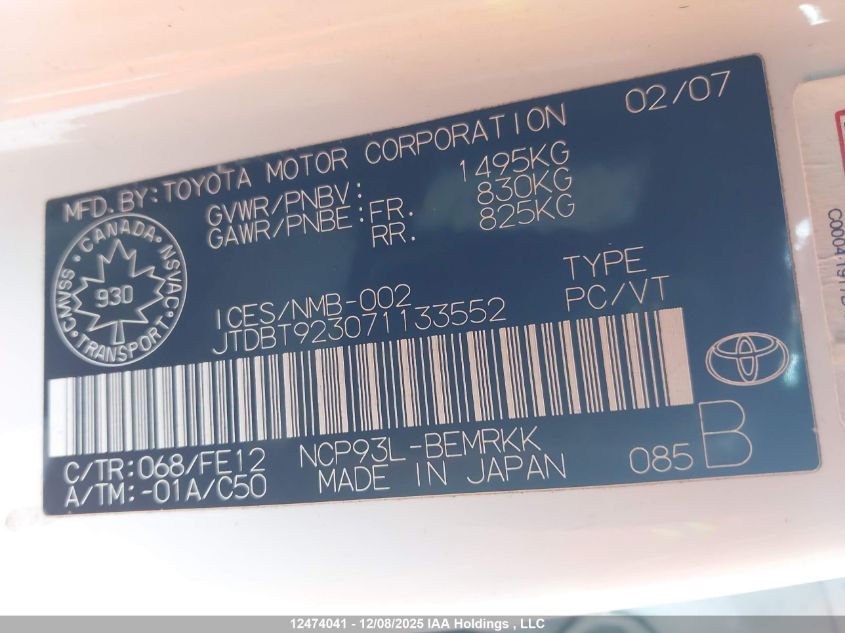 02/07
MFD. BY: TOYOTA MOTOR CORPORATION
GVWR/PNBV: 1495KG
GAWR/PNBE: FR. 830KG
RR. 825KG
CANADA
CMVSS NSVAC
930
TRANSPORT
ICES/NMB-002
TYPE
JTDBT923071133552
PC/VT
C/TR: 068/FE12
NCP93L-BEMRKK
A/TM: -01A/C50
MADE IN JAPAN
085 B
12474041 - 12/08/2025 IAA Holdings , LLC